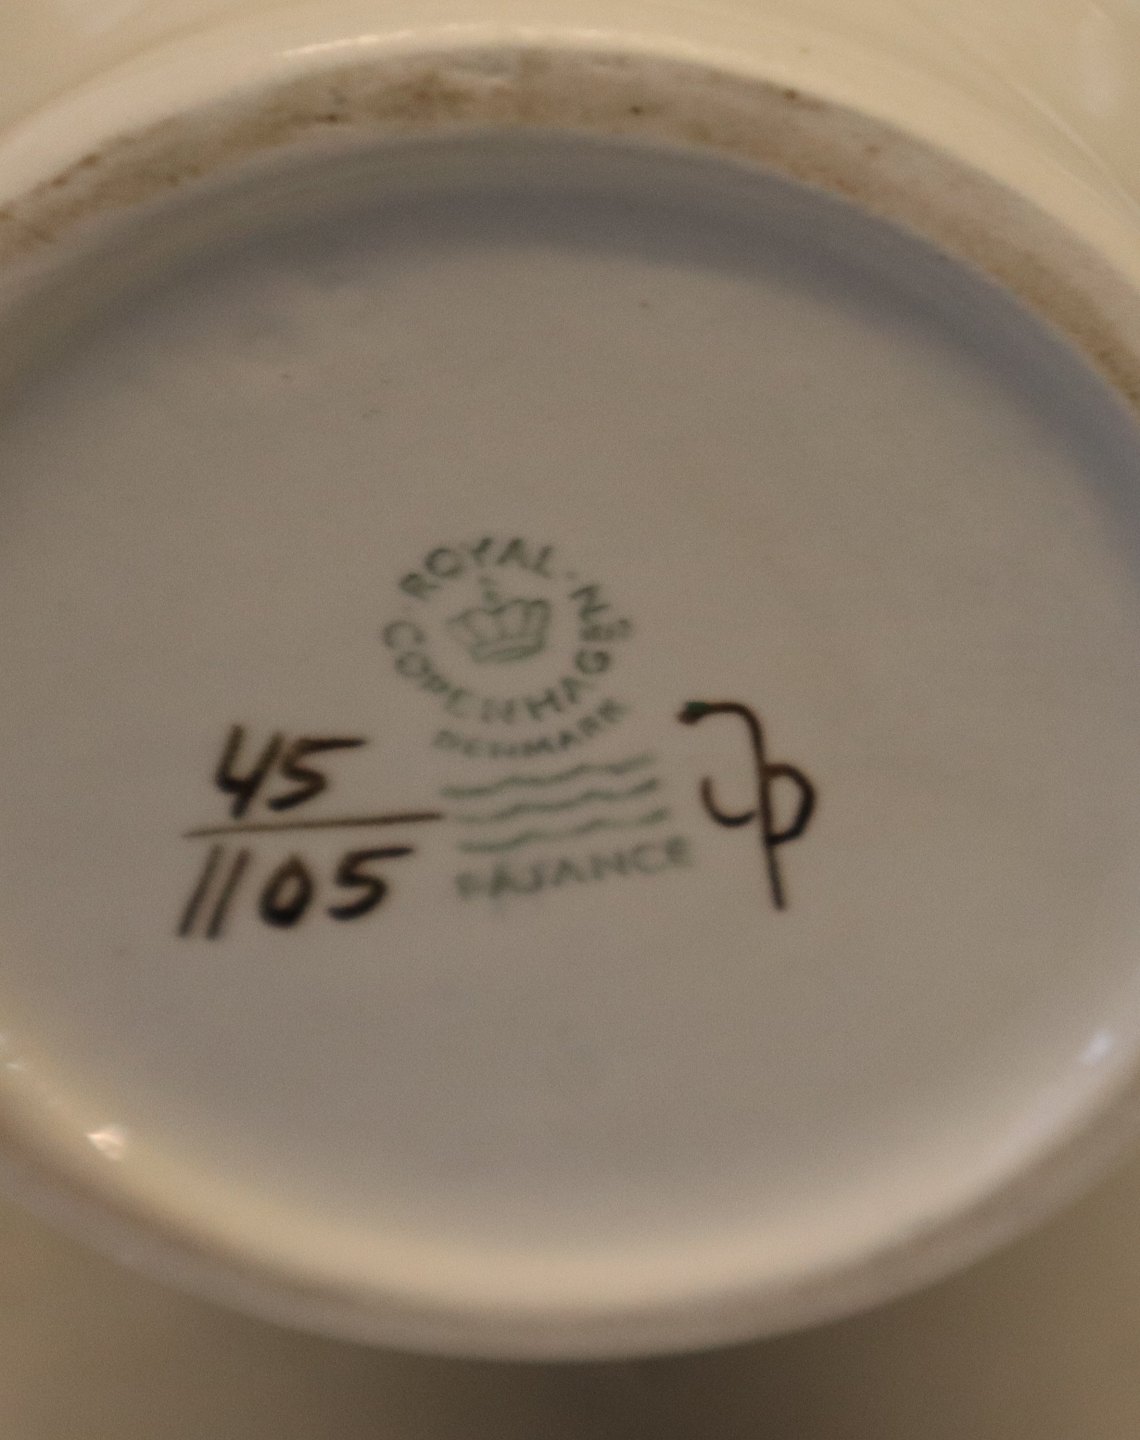 ROYAL
COPENHAGEN
DENMARK
FAJANCE
45
1105